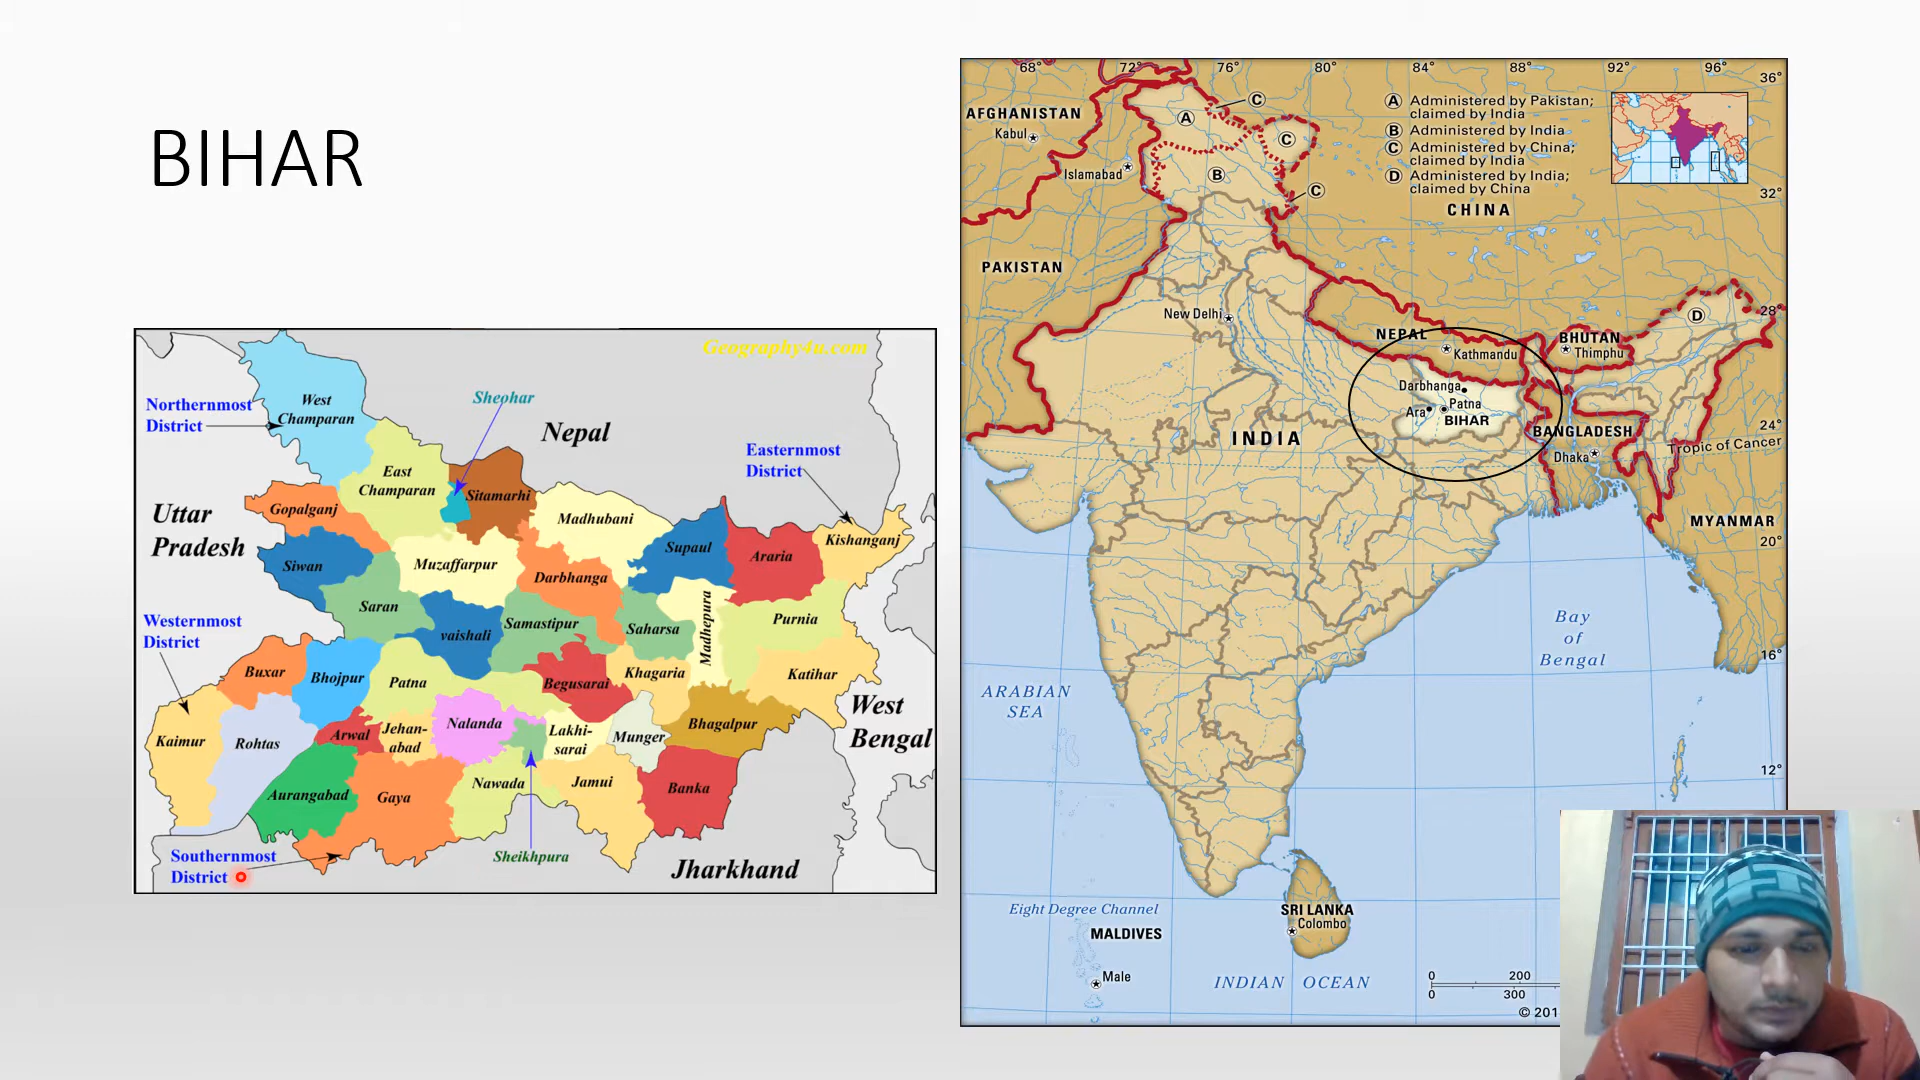 BIHAR
Geography4u.com
Northernmost
District
West
Champaran
Sheohar
Nepal
Easternmost
District
East
Champaran
Sitamarhi
Uttar
Pradesh
Gopalganj
Madhubani
Supaul
Araria
Kishanganj
Siwan
Muzaffarpur
Darbhanga
Saran
vaishali
Samastipur
Saharsa
Madhepura
Purnia
Westernmost
District
Buxar
Bhojpur
Patna
Begusarai
Khagaria
Katihar
West
Bengal
Kaimur
Rohtas
Arwal
Jehan-
abad
Nalanda
Lakhi-
sarai
Munger
Bhagalpur
Aurangabad
Gaya
Nawada
Jamui
Banka
Southernmost
District
Sheikhpura
Jharkhand
68° 72° 76° 80° 84° 88° 92° 96°
36°
AFGHANISTAN
Kabul
Islamabad
A
C
C
B
C
A Administered by Pakistan;
claimed by India
B Administered by India
C Administered by China;
claimed by India
D Administered by India;
claimed by China
32°
CHINA
PAKISTAN
New Delhi
NEPAL
Kathmandu
BHUTAN
Thimphu
D
28°
Darbhanga
Patna
Ara
BIHAR
INDIA
BANGLADESH
Dhaka
24°
Tropic of Cancer
MYANMAR
20°
Bay
of
Bengal
16°
ARABIAN
SEA
12°
Eight Degree Channel
MALDIVES
Male
SRI LANKA
Colombo
INDIAN OCEAN
0 200
0 300
© 201